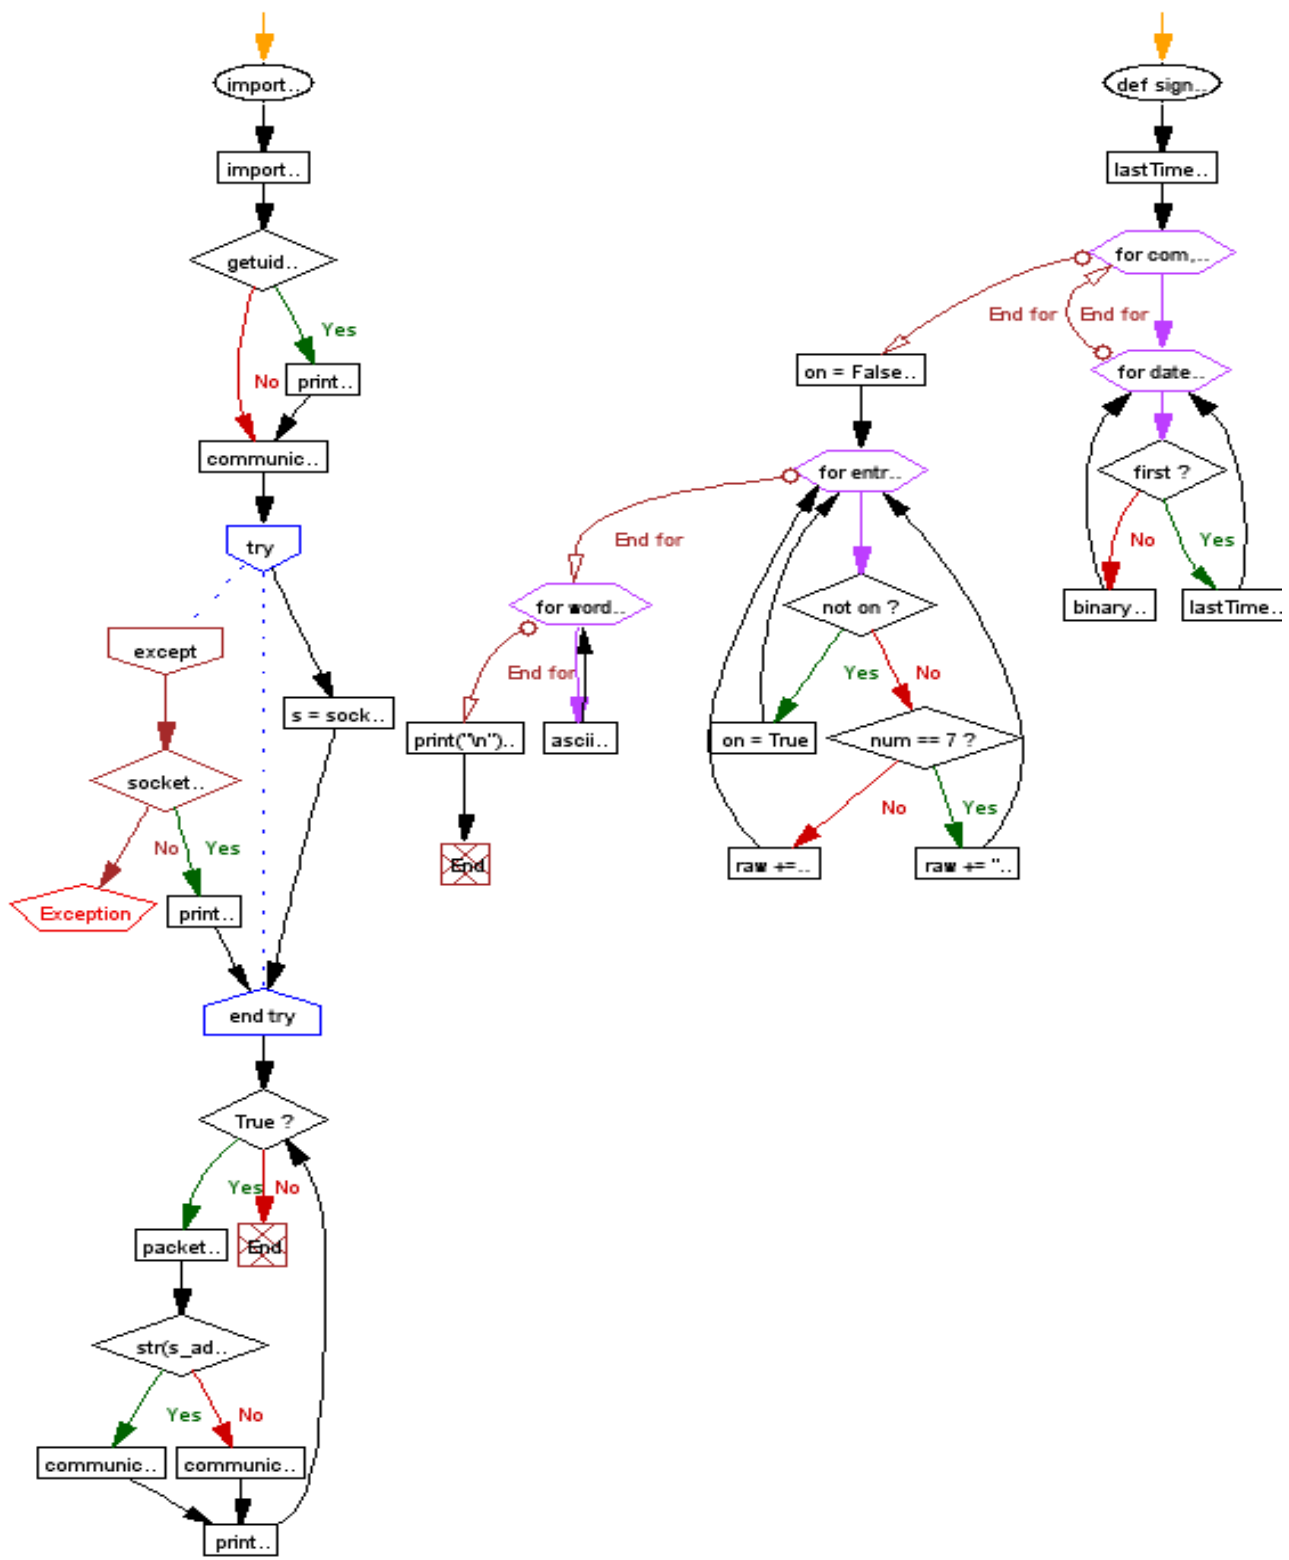 import..
import..
getuid..
Yes
No
print..
communic..
try
except
s = sock..
socket..
No
Yes
Exception
print..
end try
True ?
Yes
No
packet..
End
str(s_ad..
Yes
No
communic..
communic..
print..
def sign..
lastTime..
for com,..
End for
End for
on = False..
for date..
for entr..
first ?
End for
No
Yes
for word..
not on ?
binary..
lastTime..
End for
Yes
No
print("\n")..
ascii..
on = True
num == 7 ?
No
Yes
End
raw +=..
raw += "..